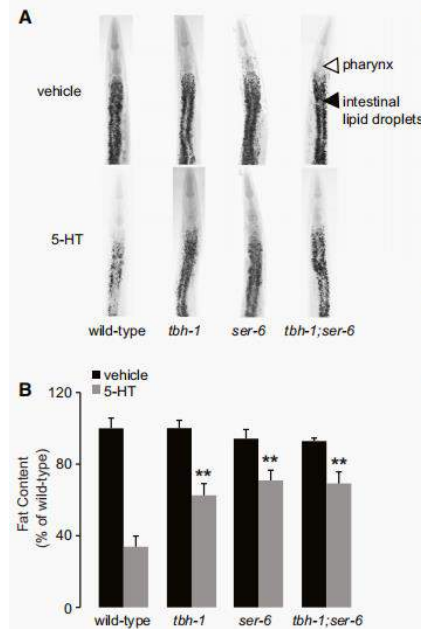 A
vehicle
pharynx
intestinal
lipid droplets
5-HT
wild-type tbh-1 ser-6 tbh-1;ser-6
B
vehicle
5-HT
Fat Content
(% of wild-type)
120
80
40
0
** ** **
wild-type tbh-1 ser-6 tbh-1;ser-6